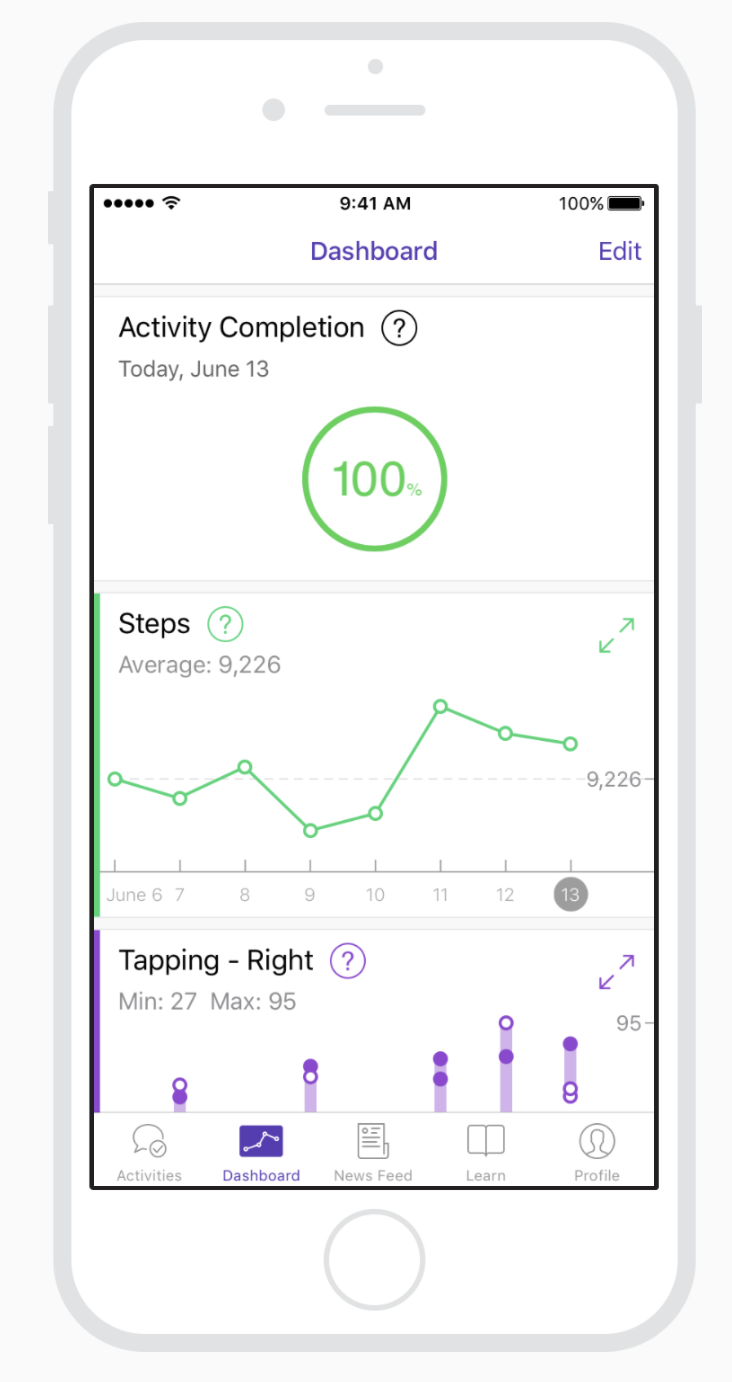 9:41 AM 100%
Dashboard Edit
Activity Completion ?
Today, June 13
100%
Steps ?
Average: 9,226
9,226
June 6 7 8 9 10 11 12 13
Tapping - Right ?
Min: 27 Max: 95
95
Activities Dashboard News Feed Learn Profile